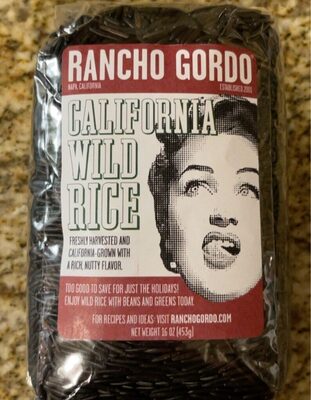 RANCHO GORDO
NAPA, CALIFORNIA ESTABLISHED 2001
CALIFORNIA
WILD
RICE
FRESHLY HARVESTED AND
CALIFORNIA-GROWN WITH
A RICH, NUTTY FLAVOR.
TOO GOOD TO SAVE FOR JUST THE HOLIDAYS!
ENJOY WILD RICE WITH BEANS AND GREENS TODAY.
FOR RECIPES AND IDEAS: VISIT RANCHOGORDO.COM
NET WEIGHT 16 OZ (453g)